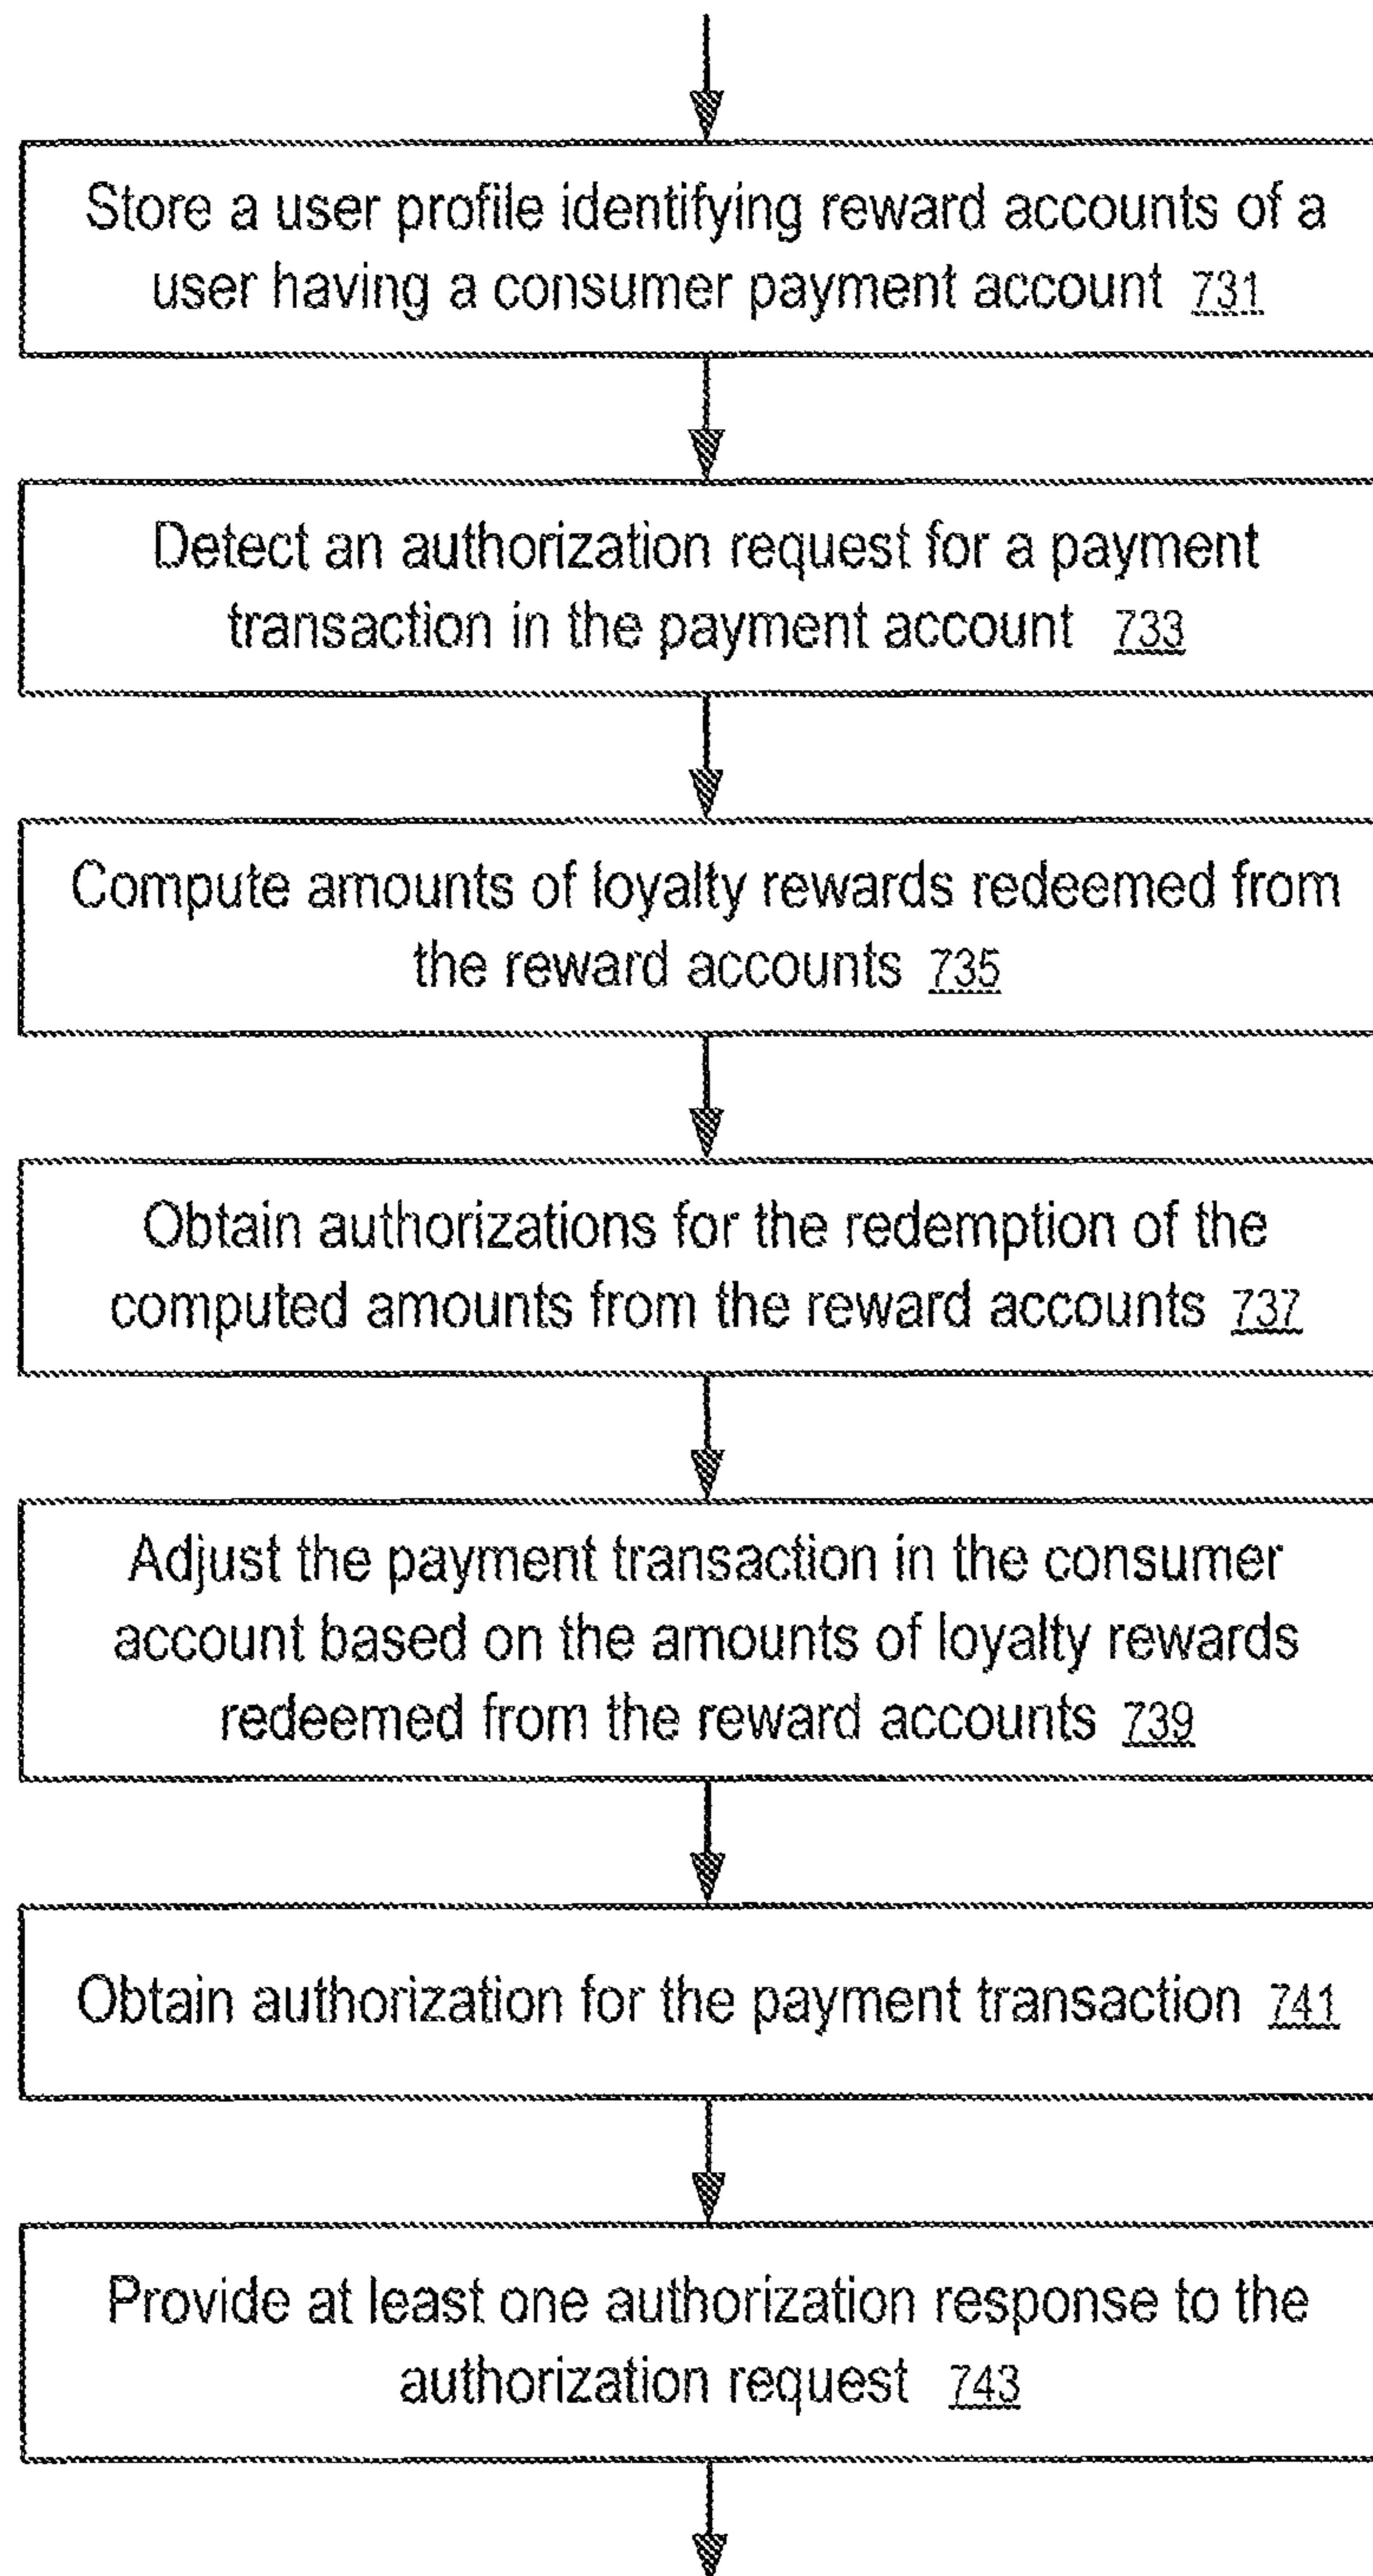 Store a user profile identifying reward accounts of a
user having a consumer payment account 731
Detect an authorization request for a payment
transaction in the payment account 733
Compute amounts of loyalty rewards redeemed from
the reward accounts 735
Obtain authorizations for the redemption of the
computed amounts from the reward accounts 737
Adjust the payment transaction in the consumer
account based on the amounts of loyalty rewards
redeemed from the reward accounts 739
Obtain authorization for the payment transaction 741
Provide at least one authorization response to the
authorization request 743